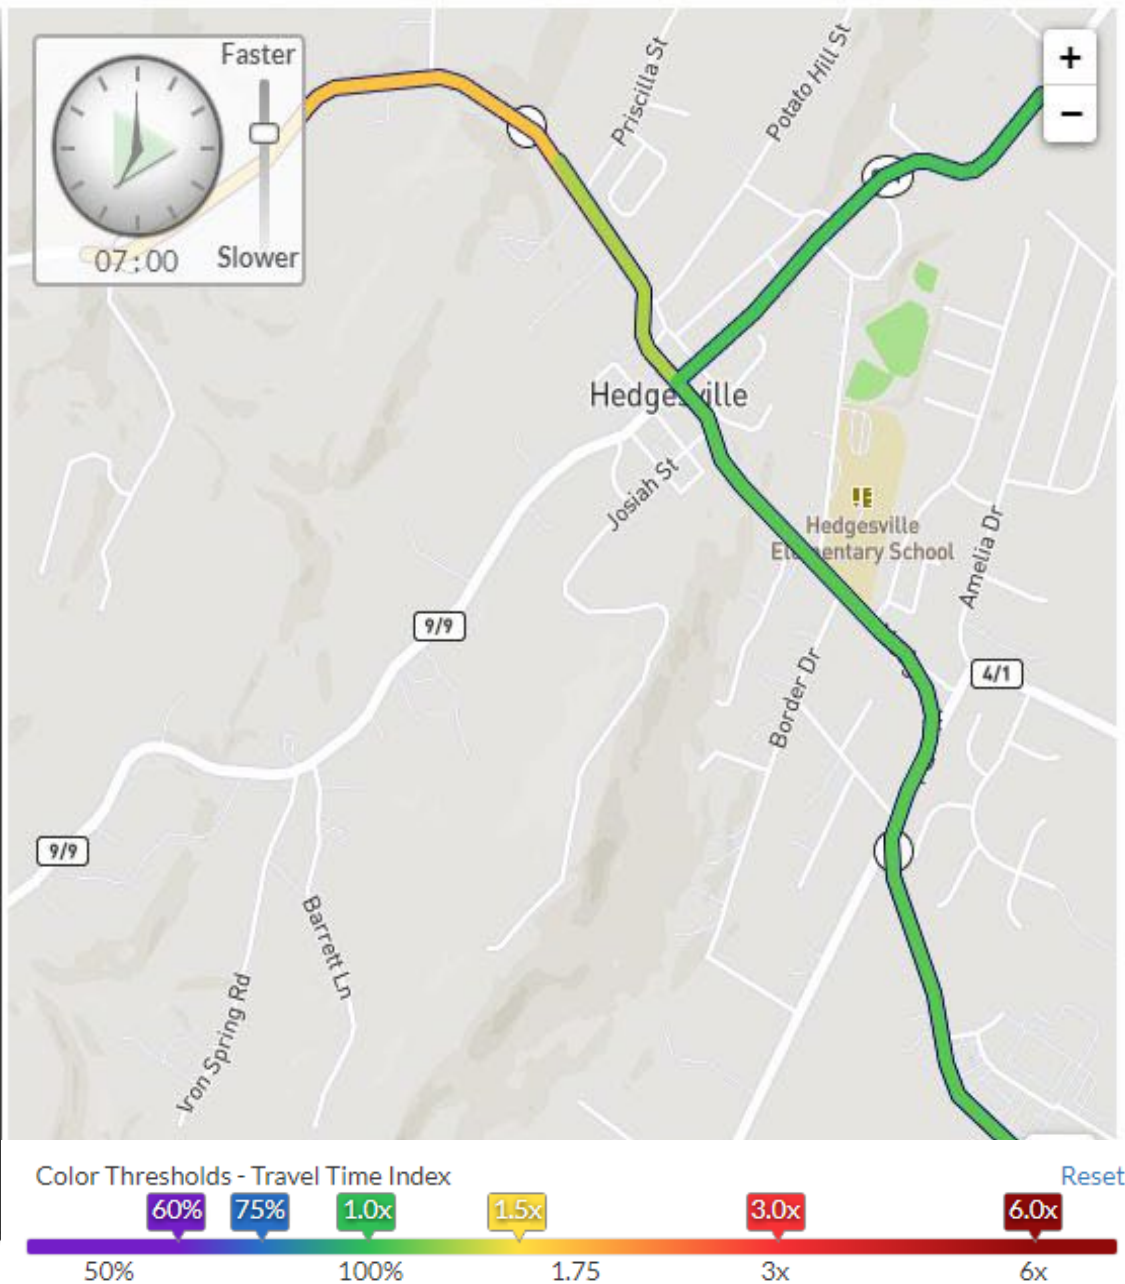 Faster
07:00
Slower
+
−
Priscilla St
Potato Hill St
Hedgesville
Josiah St
Hedgesville
Elementary School
Amelia Dr
9/9
4/1
Border Dr
9/9
Barrett Ln
Iron Spring Rd
Color Thresholds - Travel Time Index
Reset
60% 75% 1.0x 1.5x 3.0x 6.0x
50% 100% 1.75 3x 6x